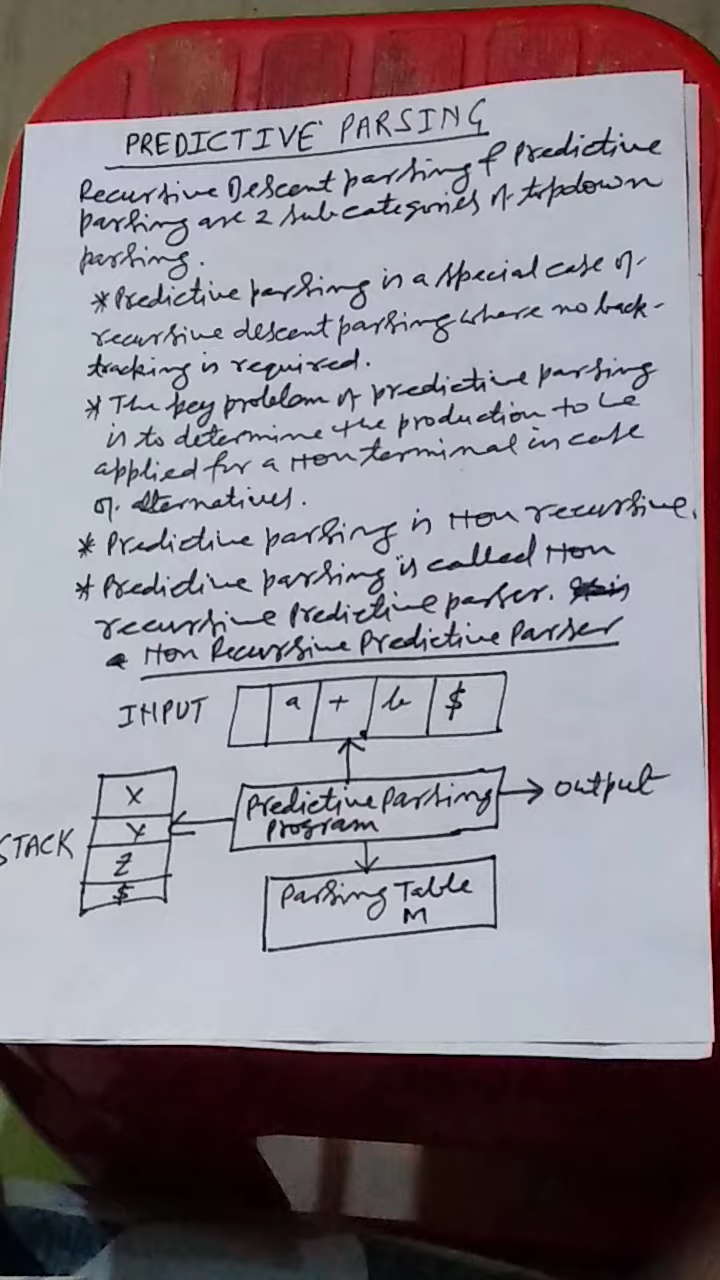 PREDICTIVE PARSING
Recursive Descent parsing & Predictive
parsing are 2 subcategories of topdown
parsing.
* Predictive parsing is a special case of
recursive descent parsing where no back-
tracking is required.
* The key problem of predictive parsing
is to determine the production to be
applied for a Non terminal in case
of alternatives.
* Predictive parsing is Non recursive.
* Predictive parsing is called Non
recursive Predictive parser.
Non Recursive Predictive Parser
INPUT a + b $
X
Predictive Parsing → output
Program
STACK Y
Z
$
Parsing Table
M